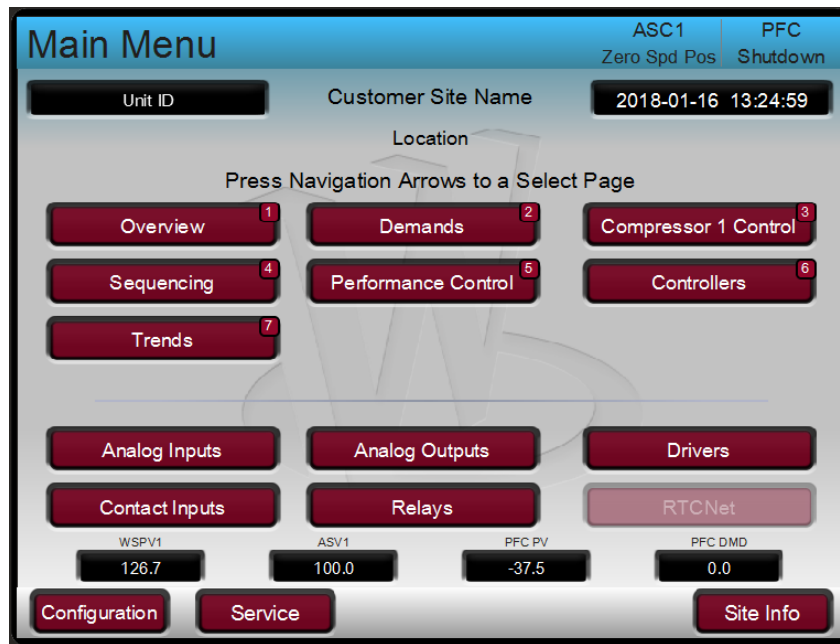 Main Menu
ASC1 PFC
Zero Spd Pos Shutdown
Unit ID Customer Site Name 2018-01-16 13:24:59
Location
Press Navigation Arrows to a Select Page
Overview 1 Demands 2 Compressor 1 Control 3
Sequencing 4 Performance Control 5 Controllers 6
Trends 7
Analog Inputs Analog Outputs Drivers
Contact Inputs Relays RTCNet
WSPV1 ASV1 PFC PV PFC DMD
126.7 100.0 -37.5 0.0
Configuration Service Site Info